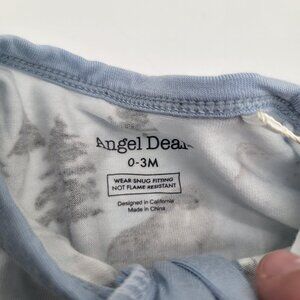 Angel Dear
0-3M
WEAR SNUG FITTING
NOT FLAME RESISTANT
Designed in California
Made in China